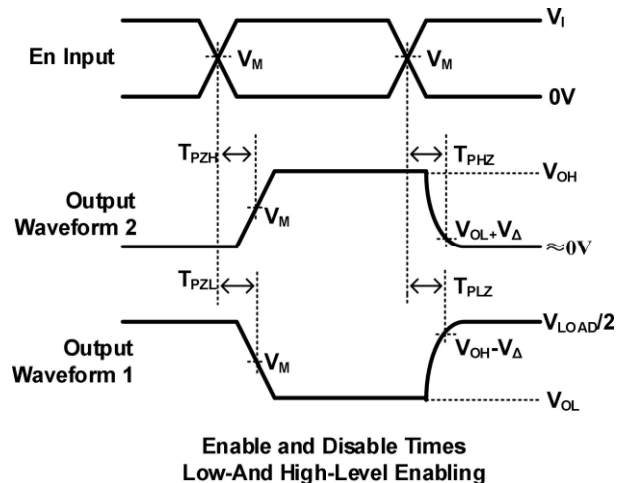 V_I
En Input
V_M
V_M
0V
T_PZH
T_PHZ
V_OH
Output
Waveform 2
V_M
V_OL+V_Δ
≈0V
T_PZL
T_PLZ
V_LOAD/2
Output
Waveform 1
V_M
V_OH-V_Δ
V_OL
Enable and Disable Times
Low-And High-Level Enabling